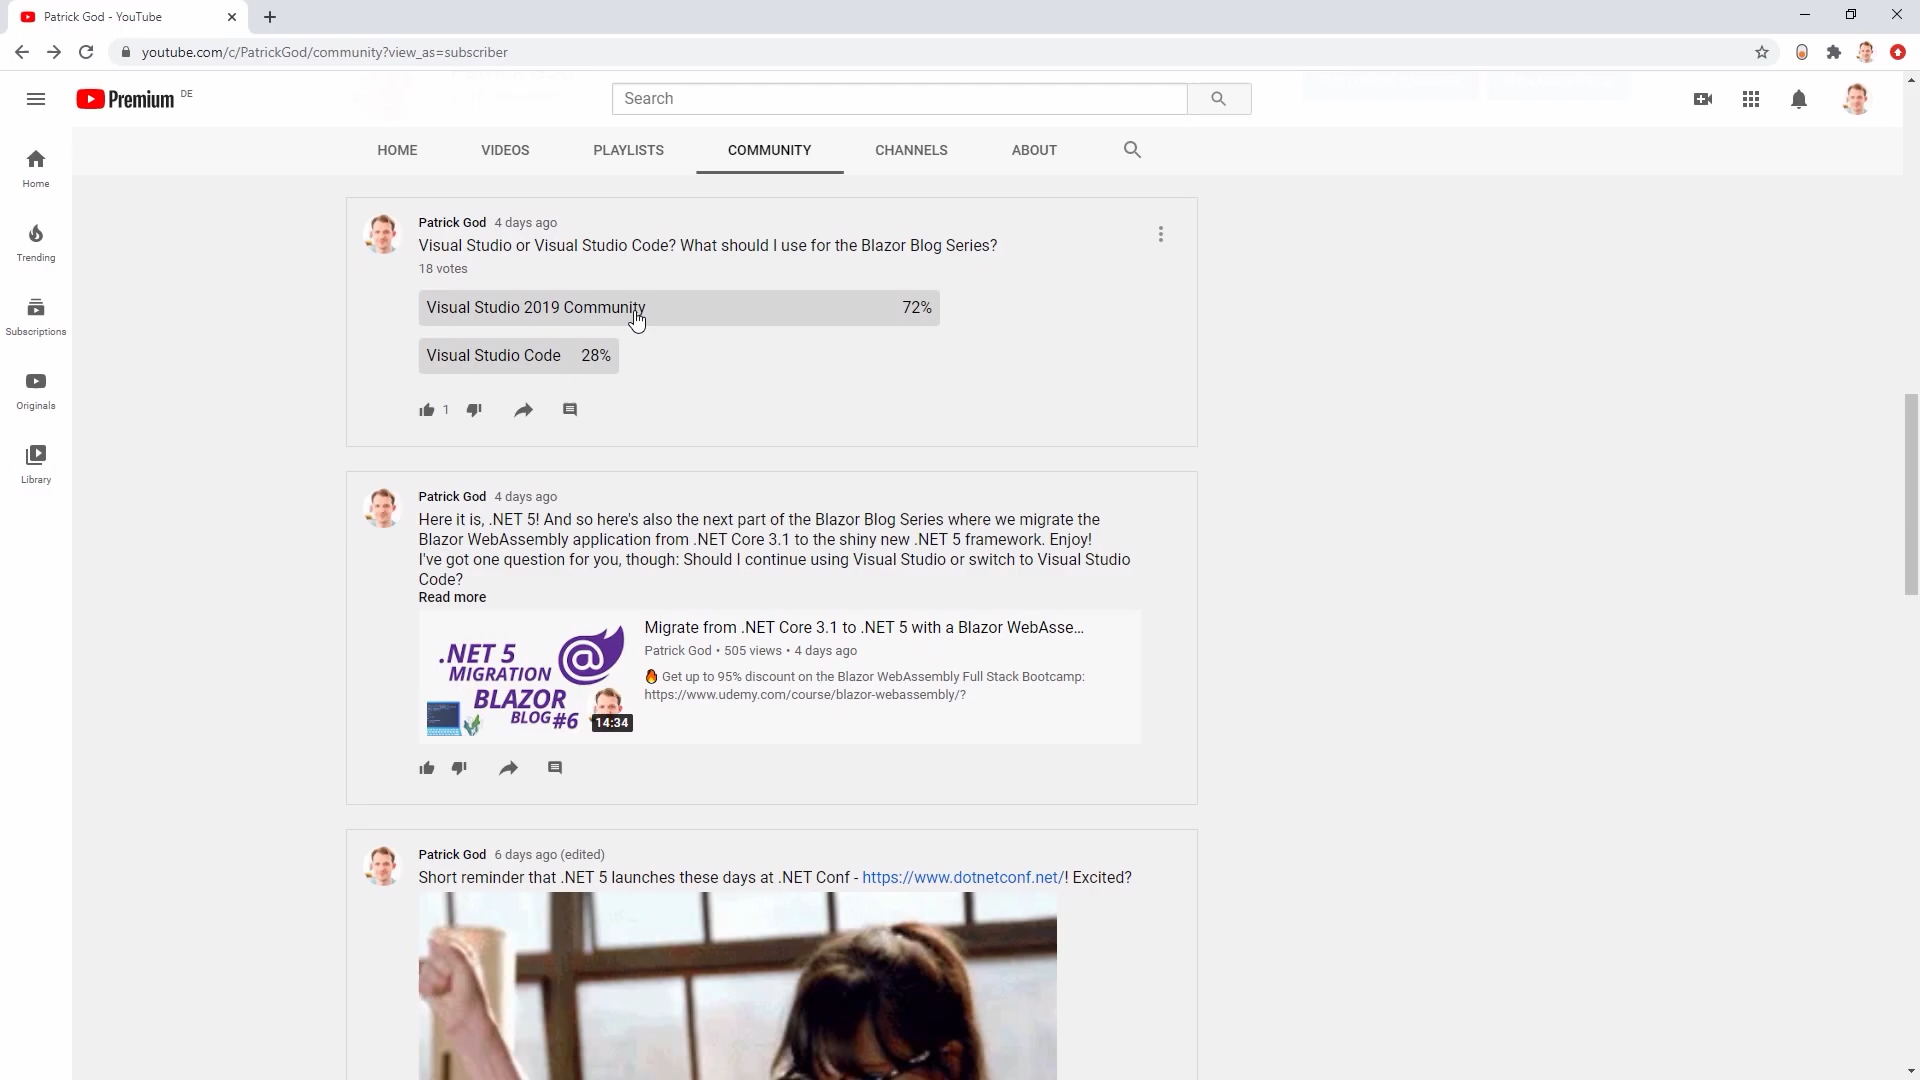 Patrick God - YouTube
youtube.com/c/PatrickGod/community?view_as=subscriber
Premium DE
Search
HOME VIDEOS PLAYLISTS COMMUNITY CHANNELS ABOUT
Home
Trending
Subscriptions
Originals
Library
Patrick God 4 days ago
Visual Studio or Visual Studio Code? What should I use for the Blazor Blog Series?
18 votes
Visual Studio 2019 Community 72%
Visual Studio Code 28%
1
Patrick God 4 days ago
Here it is, .NET 5! And so here's also the next part of the Blazor Blog Series where we migrate the
Blazor WebAssembly application from .NET Core 3.1 to the shiny new .NET 5 framework. Enjoy!
I've got one question for you, though: Should I continue using Visual Studio or switch to Visual Studio
Code?
Read more
.NET 5
MIGRATION
BLAZOR
BLOG #6
14:34
Migrate from .NET Core 3.1 to .NET 5 with a Blazor WebAsse...
Patrick God • 505 views • 4 days ago
🔥 Get up to 95% discount on the Blazor WebAssembly Full Stack Bootcamp:
https://www.udemy.com/course/blazor-webassembly/?
Patrick God 6 days ago (edited)
Short reminder that .NET 5 launches these days at .NET Conf - https://www.dotnetconf.net/! Excited?